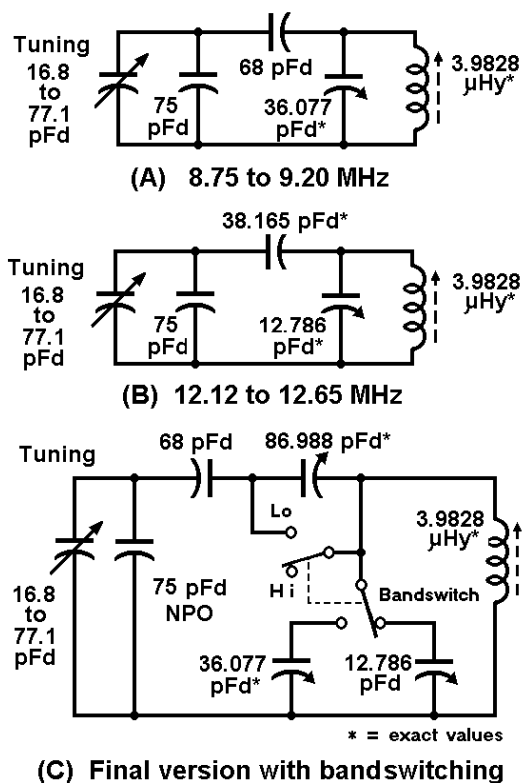 Tuning
16.8
to
77.1
pFd
75
pFd
68 pFd
36.077
pFd*
3.9828
µHy*
(A) 8.75 to 9.20 MHz
38.165 pFd*
Tuning
16.8
to
77.1
pFd
75
pFd
12.786
pFd*
3.9828
µHy*
(B) 12.12 to 12.65 MHz
68 pFd
86.988 pFd*
Tuning
16.8
to
77.1
pFd
75 pFd
NPO
Lo
Hi
Bandswitch
3.9828
µHy*
36.077
pFd*
12.786
pFd
* = exact values
(C) Final version with bandswitching